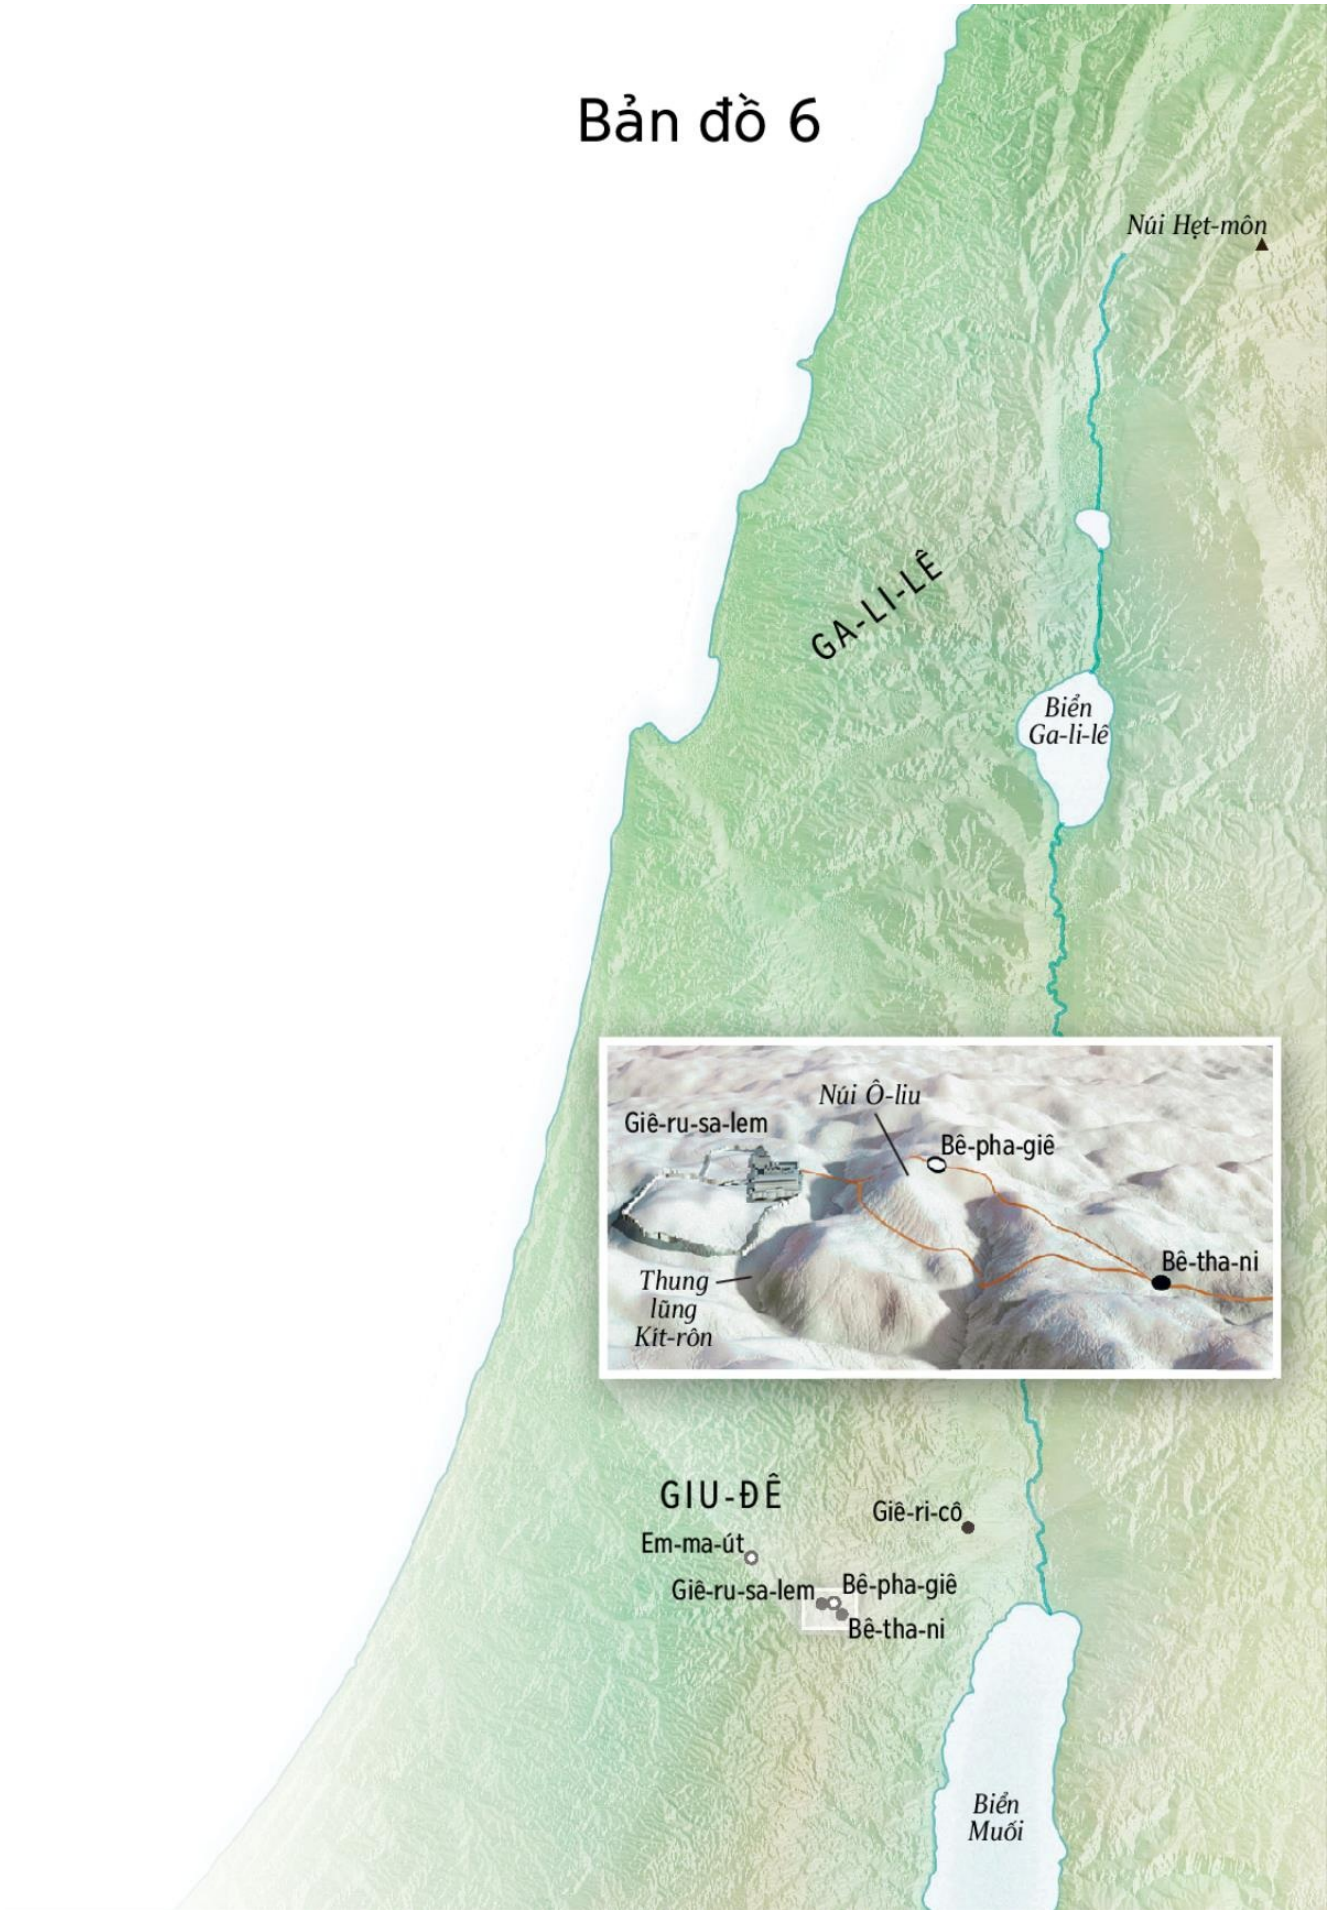 Bản đồ 6
Núi Hẹt-môn
GA-LI-LÊ
Biển
Ga-li-lê
Núi Ô-liu
Giê-ru-sa-lem
Bê-pha-giê
Bê-tha-ni
Thung
lũng
Kít-rôn
GIU-ĐÊ
Giê-ri-cô
Em-ma-út
Bê-pha-giê
Giê-ru-sa-lem
Bê-tha-ni
Biển
Muối